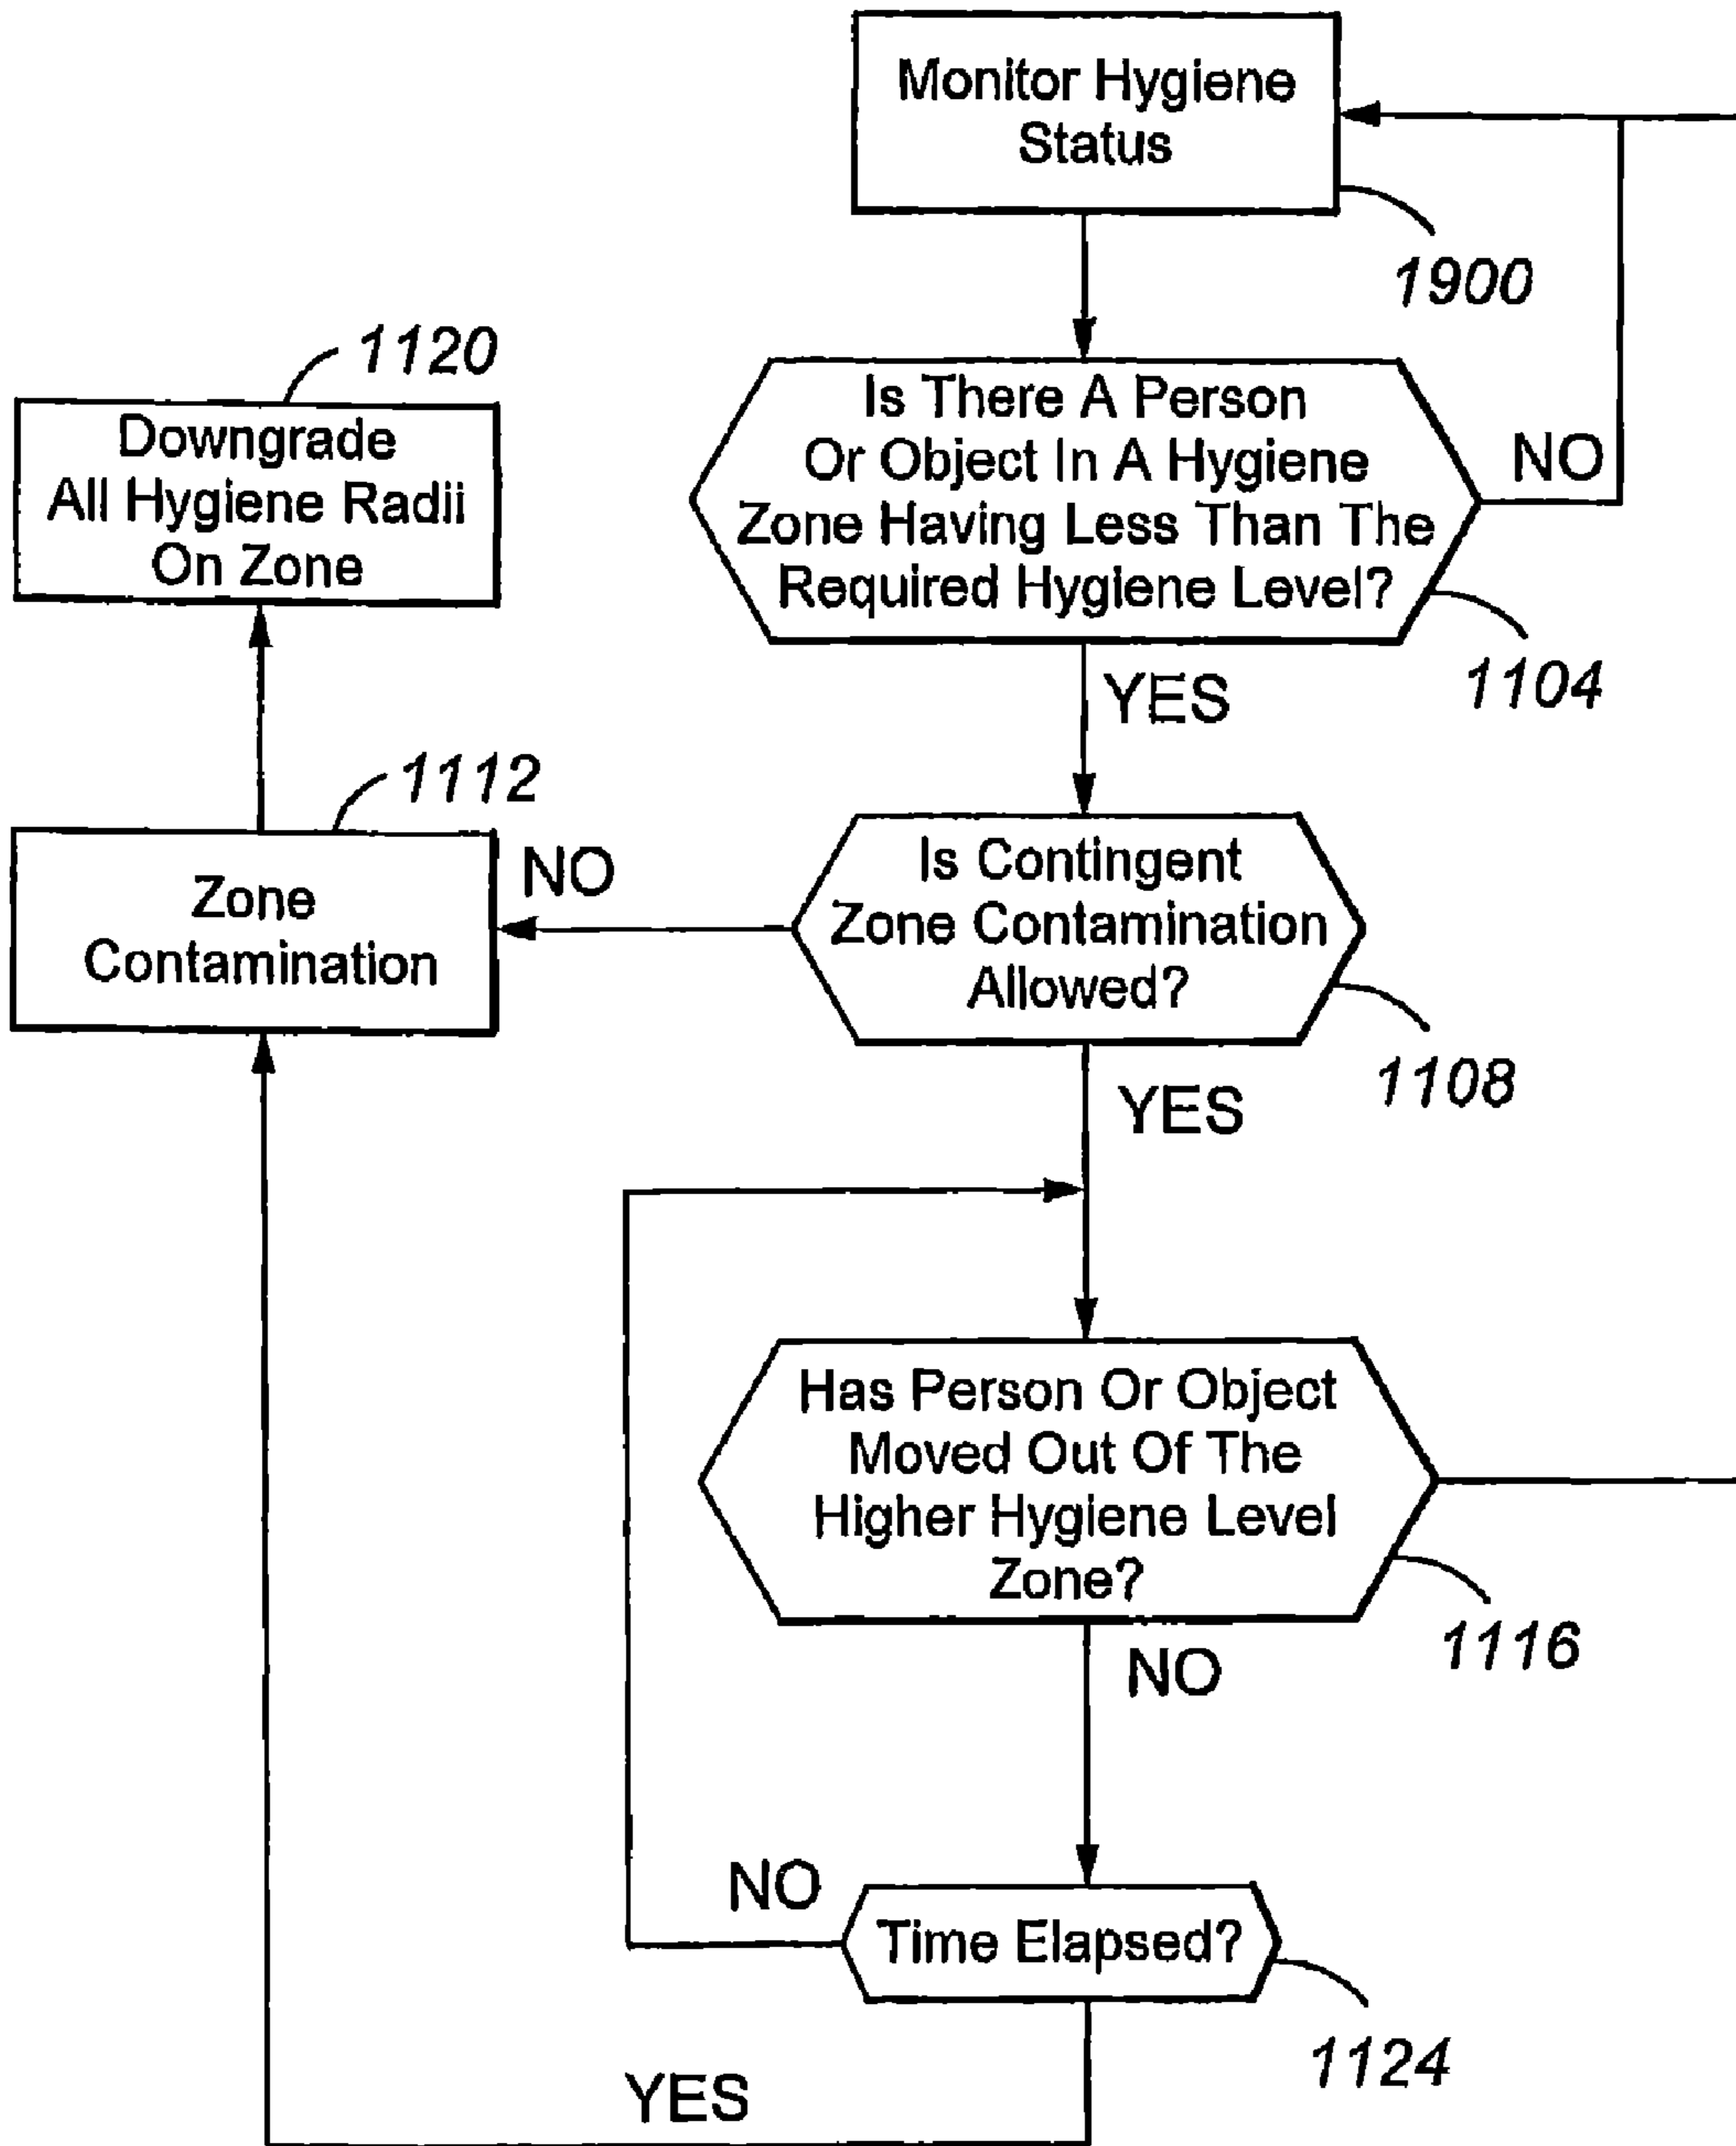 Monitor Hygiene
Status
1900
Is There A Person
Or Object In A Hygiene
Zone Having Less Than The
Required Hygiene Level?
NO
1104
YES
1120
Downgrade
All Hygiene Radii
On Zone
1112
Zone
Contamination
NO
Is Contingent
Zone Contamination
Allowed?
1108
YES
Has Person Or Object
Moved Out Of The
Higher Hygiene Level
Zone?
1116
NO
NO
Time Elapsed?
1124
YES